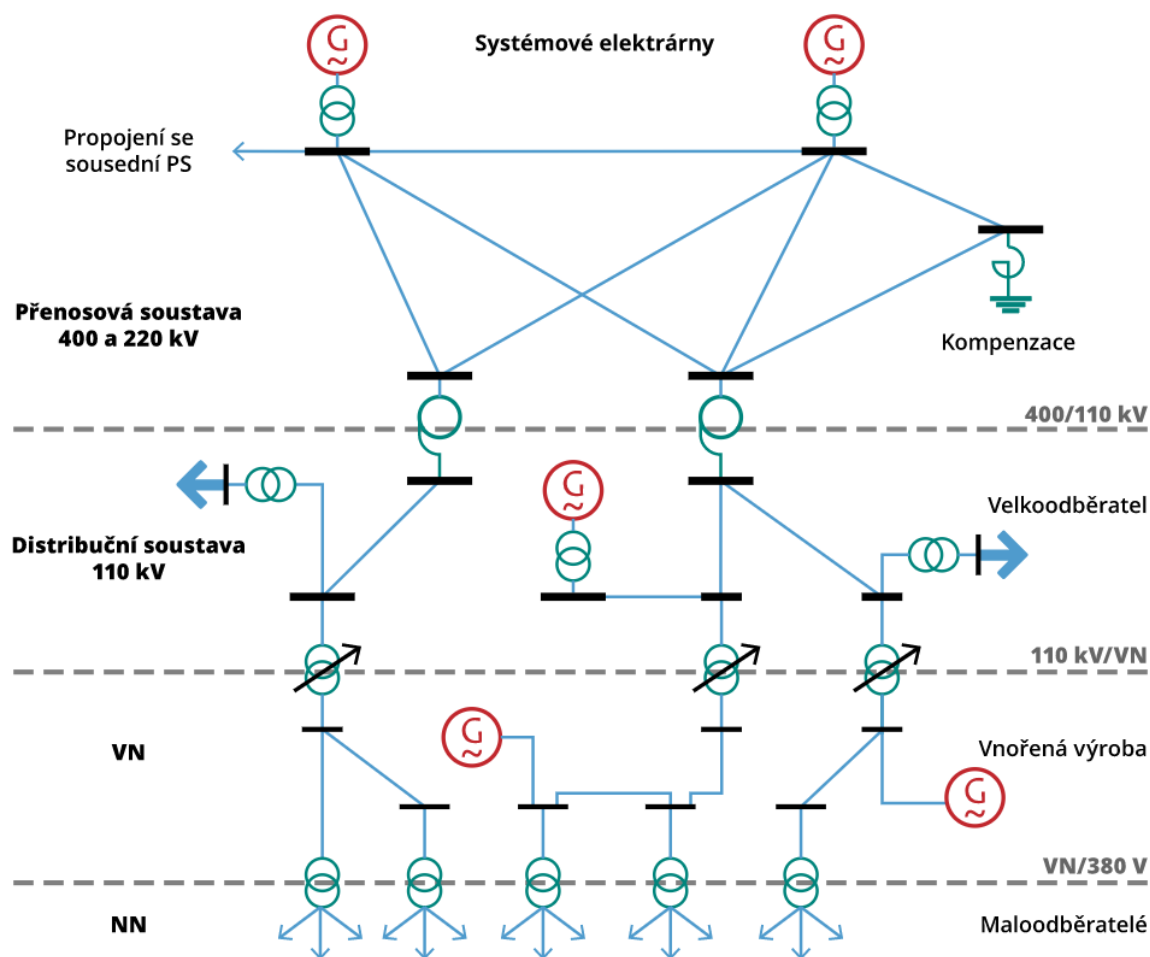 G
~
Systémové elektrárny
G
~
Propojení se
sousední PS
Přenosová soustava
400 a 220 kV
Kompenzace
400/110 kV
G
~
Velkoodběratel
Distribuční soustava
110 kV
110 kV/VN
G
~
VN
Vnořená výroba
G
~
VN/380 V
NN
Maloodběratelé